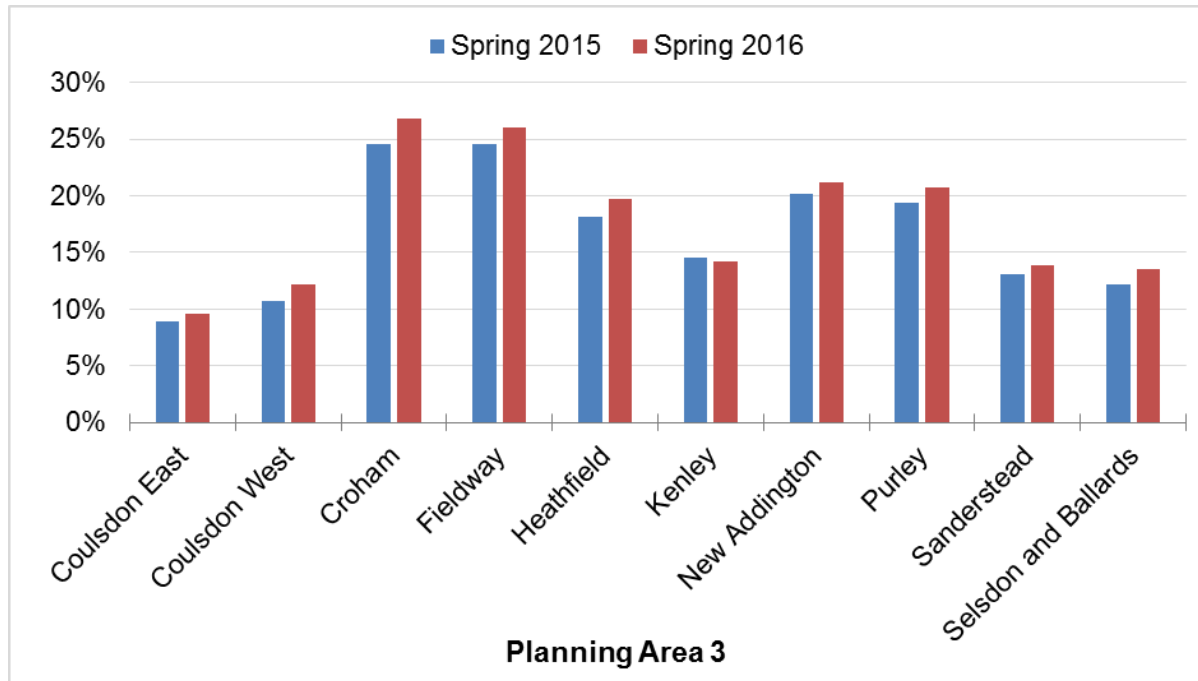 Spring 2015 Spring 2016
30%
25%
20%
15%
10%
5%
0%
Coulsdon East
Coulsdon West
Croham
Fieldway
Heathfield
Kenley
New Addington
Purley
Sanderstead
Selsdon and Ballards
Planning Area 3